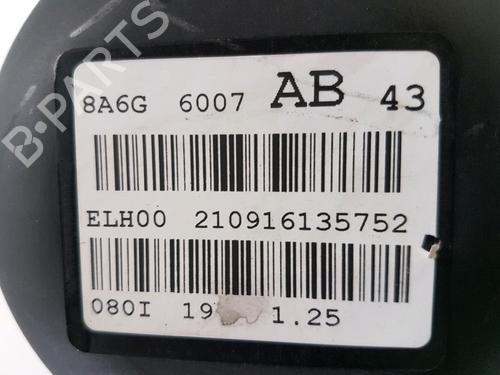 B-PARTS
8A6G 6007 AB 43
ELH00 210916135752
080I 19 1.25